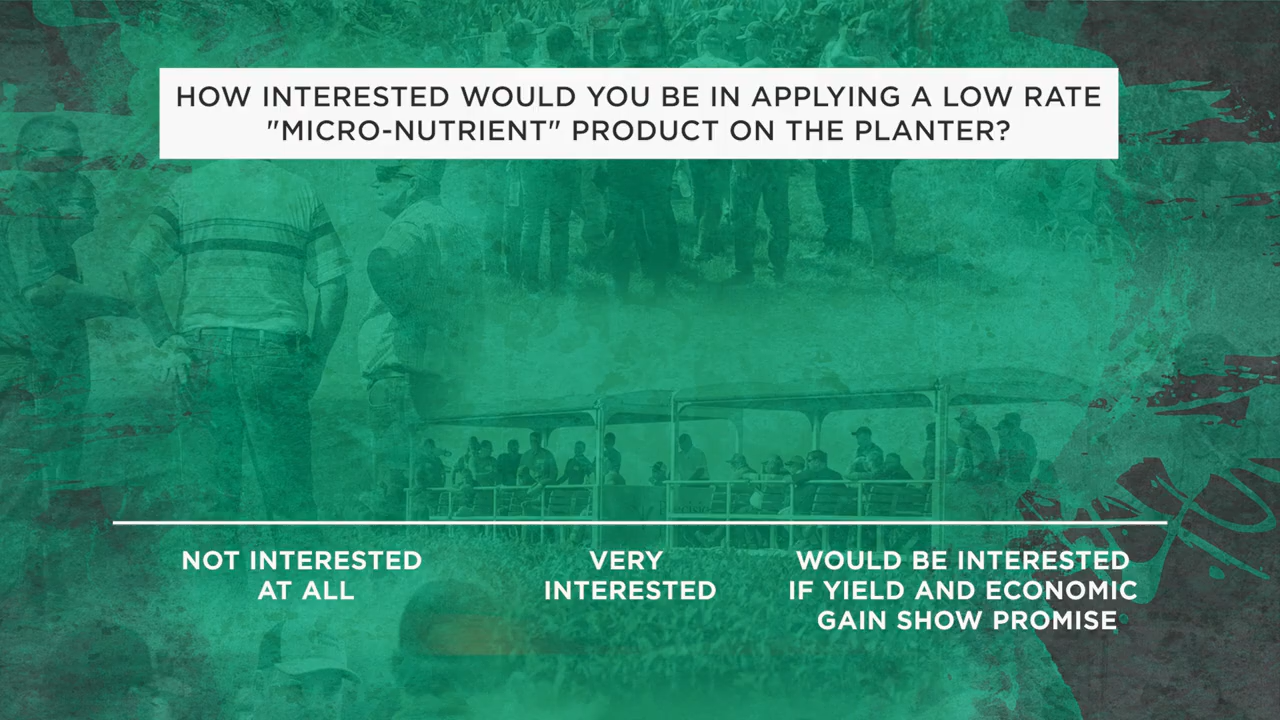 HOW INTERESTED WOULD YOU BE IN APPLYING A LOW RATE
"MICRO-NUTRIENT" PRODUCT ON THE PLANTER?
NOT INTERESTED
AT ALL
VERY
INTERESTED
WOULD BE INTERESTED
IF YIELD AND ECONOMIC
GAIN SHOW PROMISE